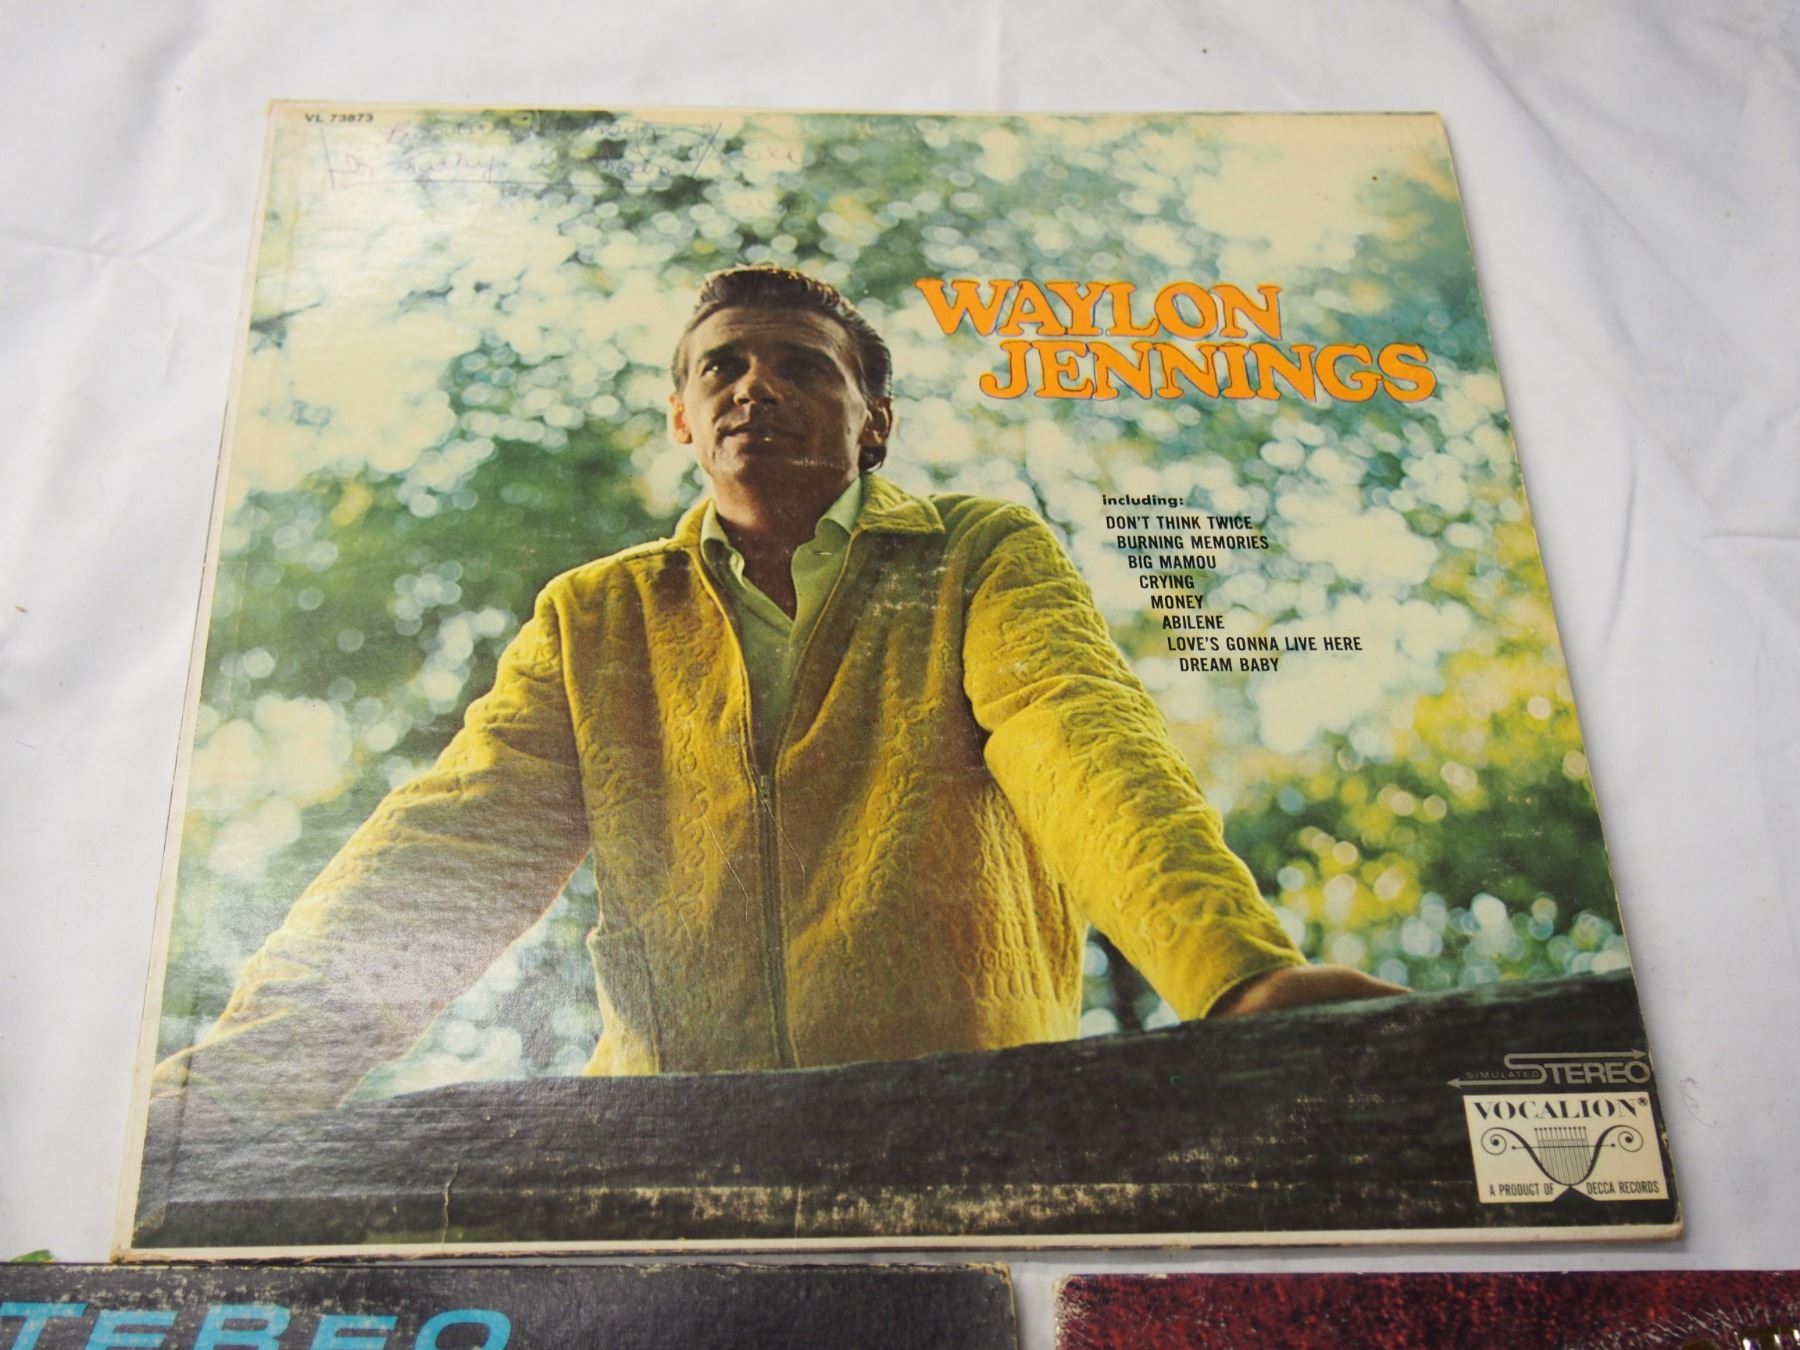 VL 73873
WAYLON
JENNINGS
including:
DON'T THINK TWICE
BURNING MEMORIES
BIG MAMOU
CRYING
MONEY
ABILENE
LOVE'S GONNA LIVE HERE
DREAM BABY
SIMULATED STEREO
VOCALION®
A PRODUCT OF DECCA RECORDS
STEREO